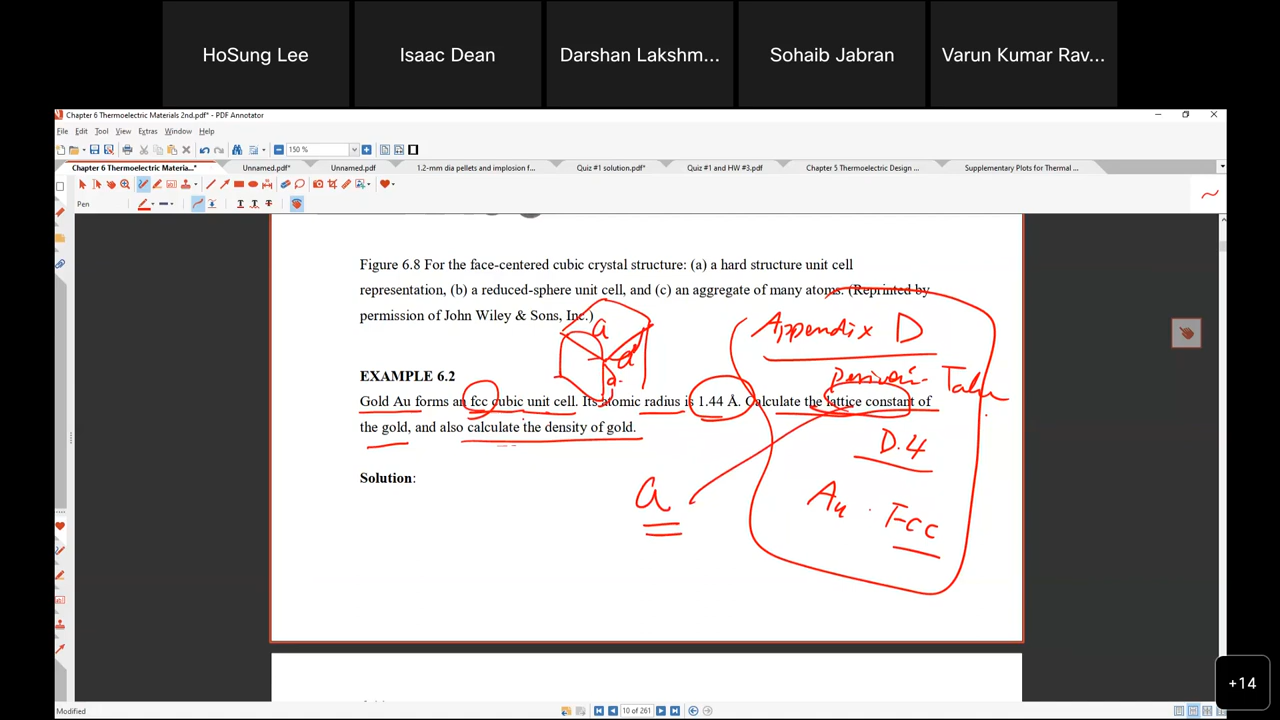 HoSung Lee
Isaac Dean
Darshan Lakshm...
Sohaib Jabran
Varun Kumar Rav...
Chapter 6 Thermoelectric Materials 2nd.pdf* - PDF Annotator
File Edit Tool View Extras Window Help
150 %
Chapter 6 Thermoelectric Materia...*
Unnamed.pdf*
Unnamed.pdf
1.2-mm dia pellets and implosion f...
Quiz #1 solution.pdf*
Quiz #1 and HW #3.pdf
Chapter 5 Thermoelectric Design ...
Supplementary Plots for Thermal ...
Pen
Figure 6.8 For the face-centered cubic crystal structure: (a) a hard structure unit cell
representation, (b) a reduced-sphere unit cell, and (c) an aggregate of many atoms. (Reprinted by
permission of John Wiley & Sons, Inc.)
a
a
a
Appendix D
EXAMPLE 6.2
Gold Au forms an fcc cubic unit cell. Its atomic radius is 1.44 Å. Calculate the lattice constant of
the gold, and also calculate the density of gold.
D.4
Solution:
a
Au
Fcc
Modified
10 of 261
+14